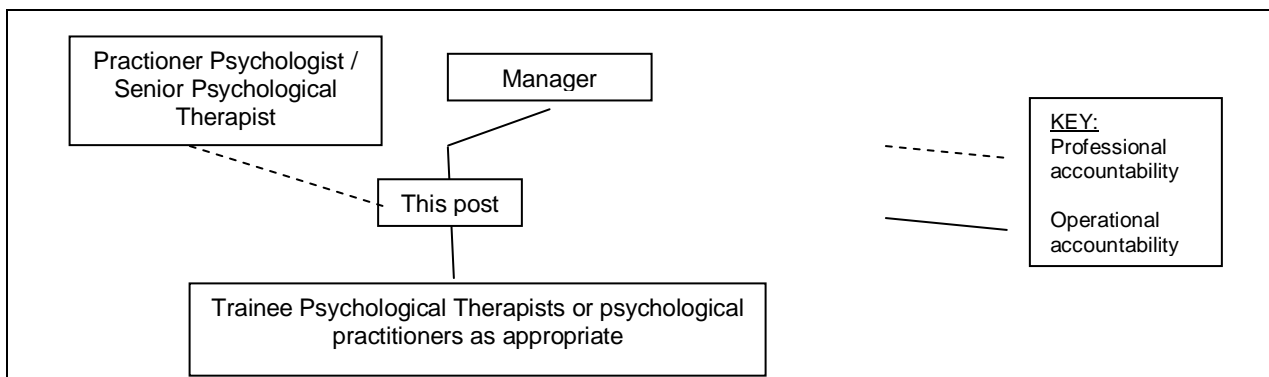 Practioner Psychologist /
Senior Psychological
Therapist
Manager
KEY:
Professional
accountability
Operational
accountability
This post
Trainee Psychological Therapists or psychological
practitioners as appropriate